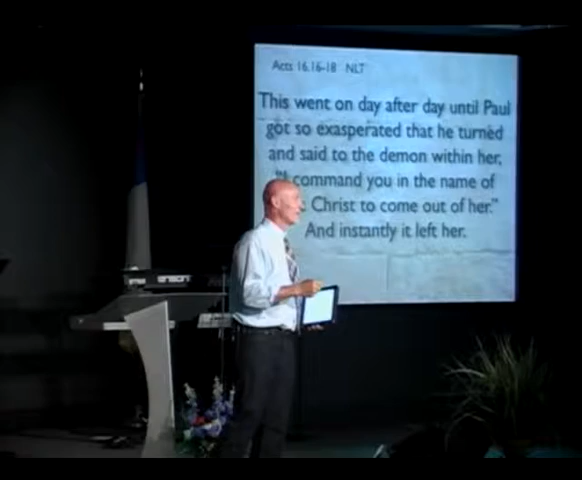 Acts 16.16-18 NLT
This went on day after day until Paul
got so exasperated that he turned
and said to the demon within her,
command you in the name of
Christ to come out of her."
And instantly it left her.